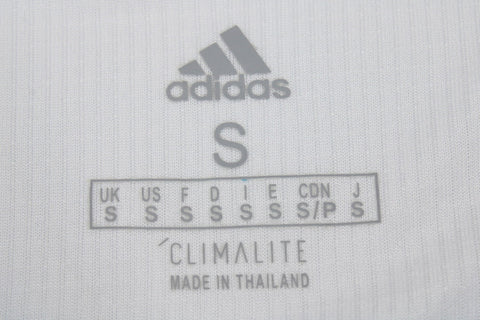 adidas
S
UK US F D I E CDN J
S S S S S S S/P S
CLIMALITE
MADE IN THAILAND